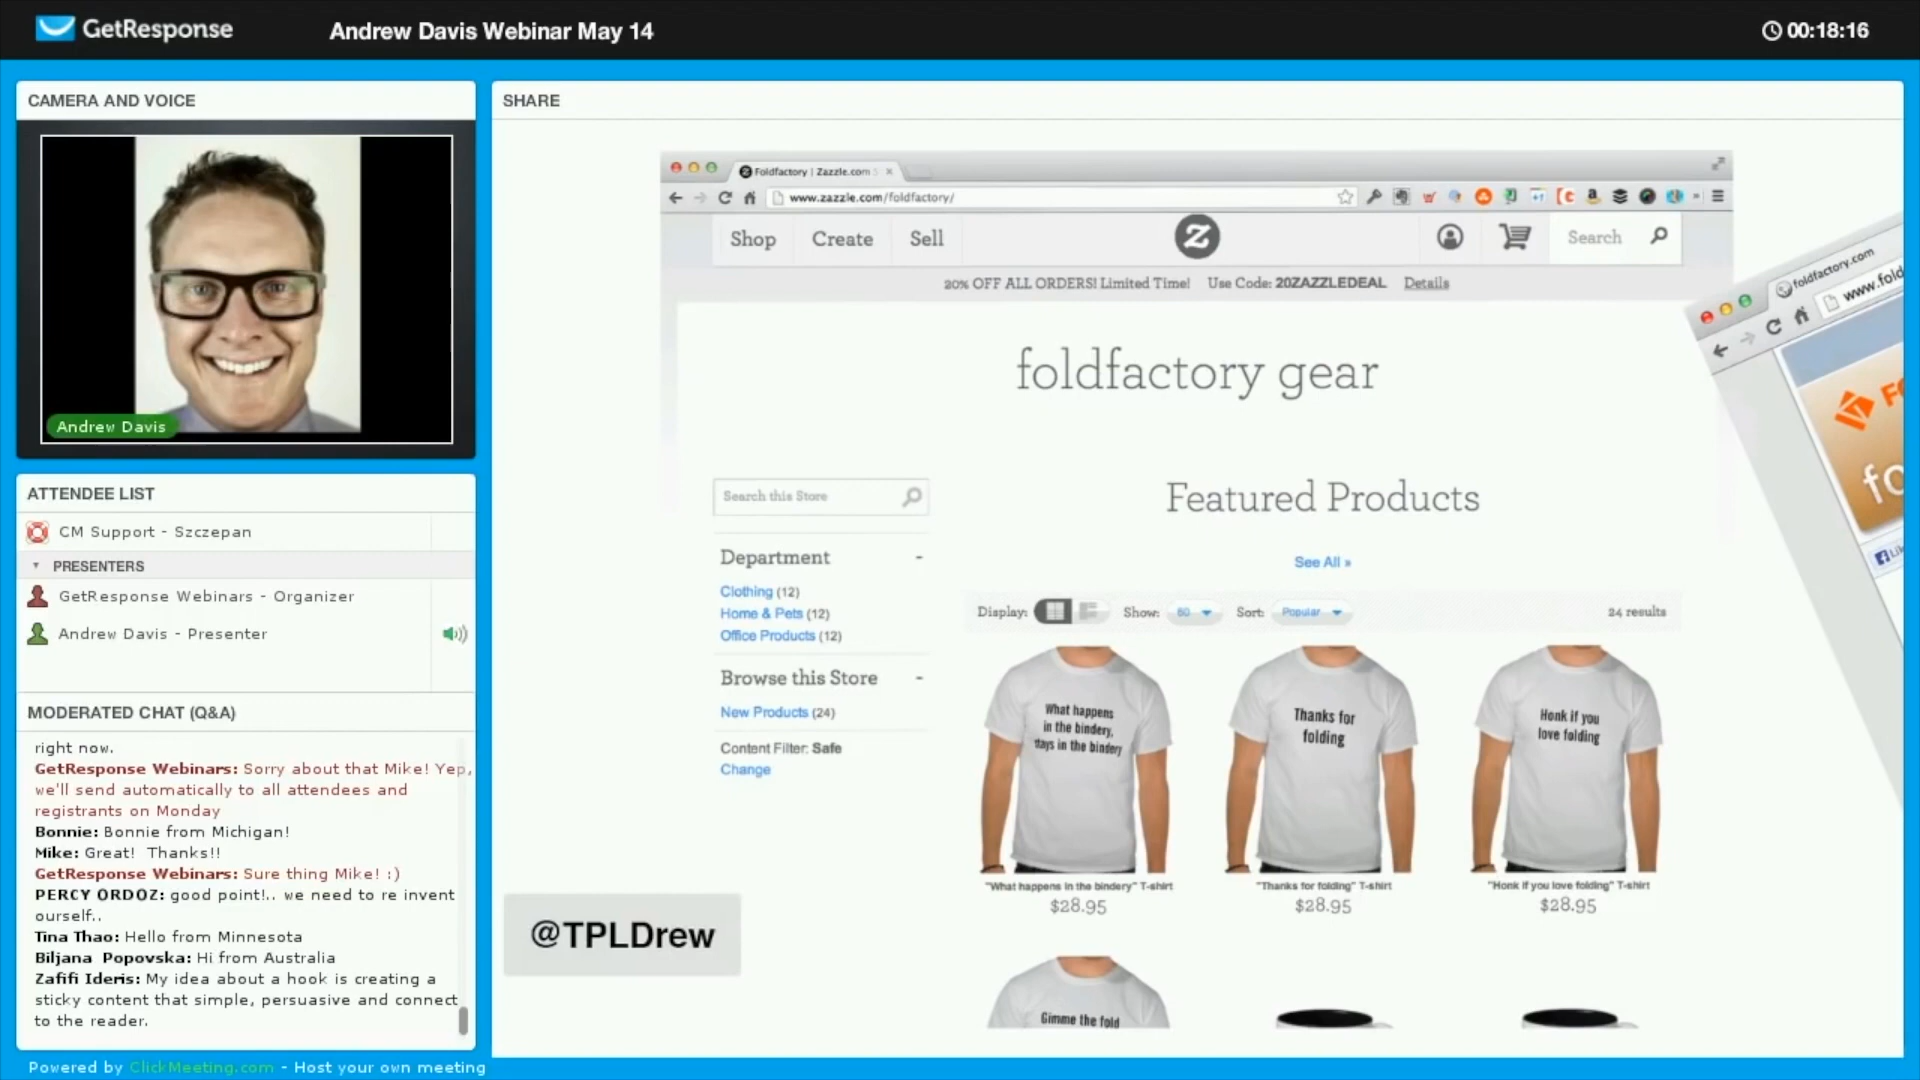 GetResponse
Andrew Davis Webinar May 14
00:18:16
CAMERA AND VOICE
Andrew Davis
ATTENDEE LIST
CM Support - Szczepan
PRESENTERS
GetResponse Webinars - Organizer
Andrew Davis - Presenter
MODERATED CHAT (Q&A)
right now.
GetResponse Webinars: Sorry about that Mike! Yep,
we'll send automatically to all attendees and
registrants on Monday
Bonnie: Bonnie from Michigan!
Mike: Great! Thanks!!
GetResponse Webinars: Sure thing Mike! :)
PERCY ORDOZ: good point!.. we need to re invent
ourself..
Tina Thao: Hello from Minnesota
Biljana Popovska: Hi from Australia
Zafifi Ideris: My idea about a hook is creating a
sticky content that simple, persuasive and connect
to the reader.
Powered by ClickMeeting.com - Host your own meeting
SHARE
Foldfactory | Zazzle.com
www.zazzle.com/foldfactory/
Shop Create Sell
Search
20% OFF ALL ORDERS! Limited Time! Use Code: 20ZAZZLEDEAL Details
foldfactory gear
Search this Store
Department -
Clothing (12)
Home & Pets (12)
Office Products (12)
Browse this Store -
New Products (24)
Content Filter: Safe
Change
Featured Products
See All »
Display: Show: 60 Sort: Popular 24 results
What happens
in the bindery,
stays in the bindery
Thanks for
folding
Honk if you
love folding
"What happens in the bindery" T-shirt
$28.95
"Thanks for folding" T-shirt
$28.95
"Honk if you love folding" T-shirt
$28.95
Gimme the fold
@TPLDrew
foldfactory.com
www.fold
FO
fo